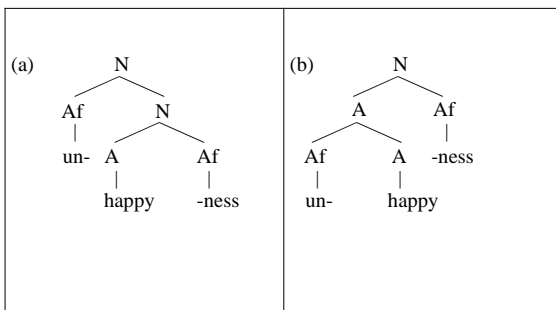 (a) N
Af N
un- A Af
happy -ness
(b) N
A Af
Af A -ness
un- happy